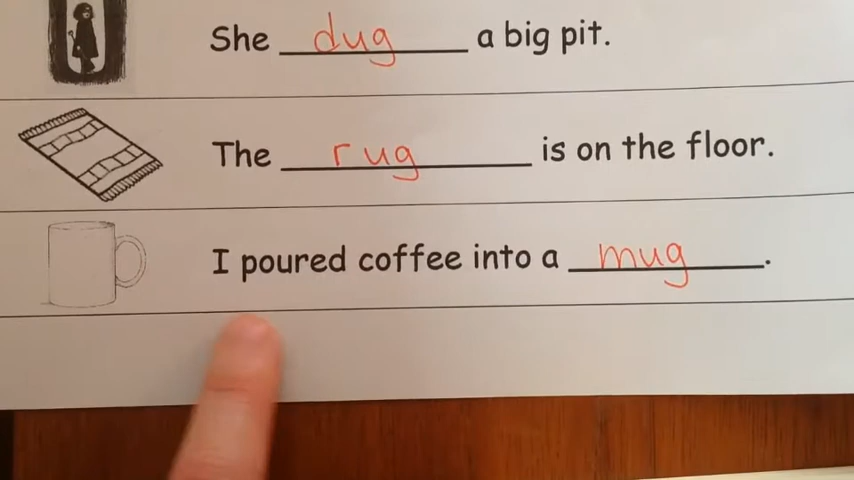 She dug a big pit.
The rug is on the floor.
I poured coffee into a mug.